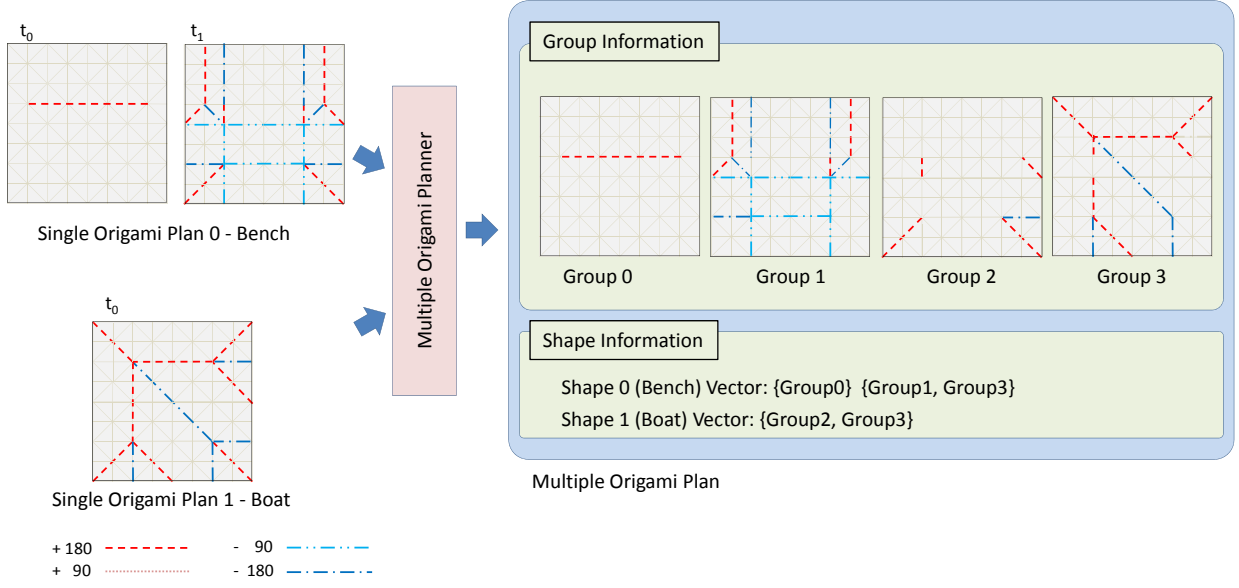 t0
t1
Single Origami Plan 0 - Bench
t0
Single Origami Plan 1 - Boat
+ 180
- 90
+ 90
- 180
Multiple Origami Planner
Group Information
Group 0
Group 1
Group 2
Group 3
Shape Information
Shape 0 (Bench) Vector: {Group0} {Group1, Group3}
Shape 1 (Boat) Vector: {Group2, Group3}
Multiple Origami Plan